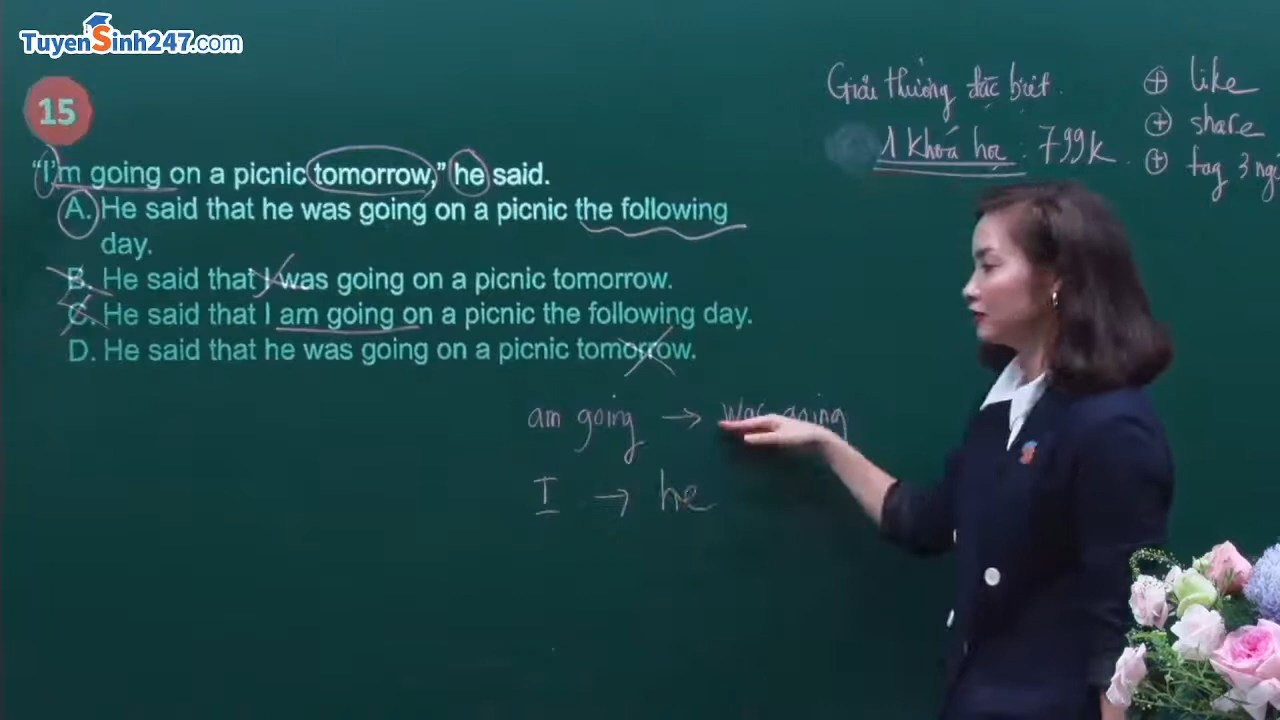 TuyenSinh247.com
Giải thưởng đặc biệt.
1 khoá học: 799k.
+ like
+ share
+ tag 3
15
"I'm going on a picnic tomorrow," he said.
A. He said that he was going on a picnic the following
day.
B. He said that I was going on a picnic tomorrow.
C. He said that I am going on a picnic the following day.
D. He said that he was going on a picnic tomorrow.
am going → was going
I → he